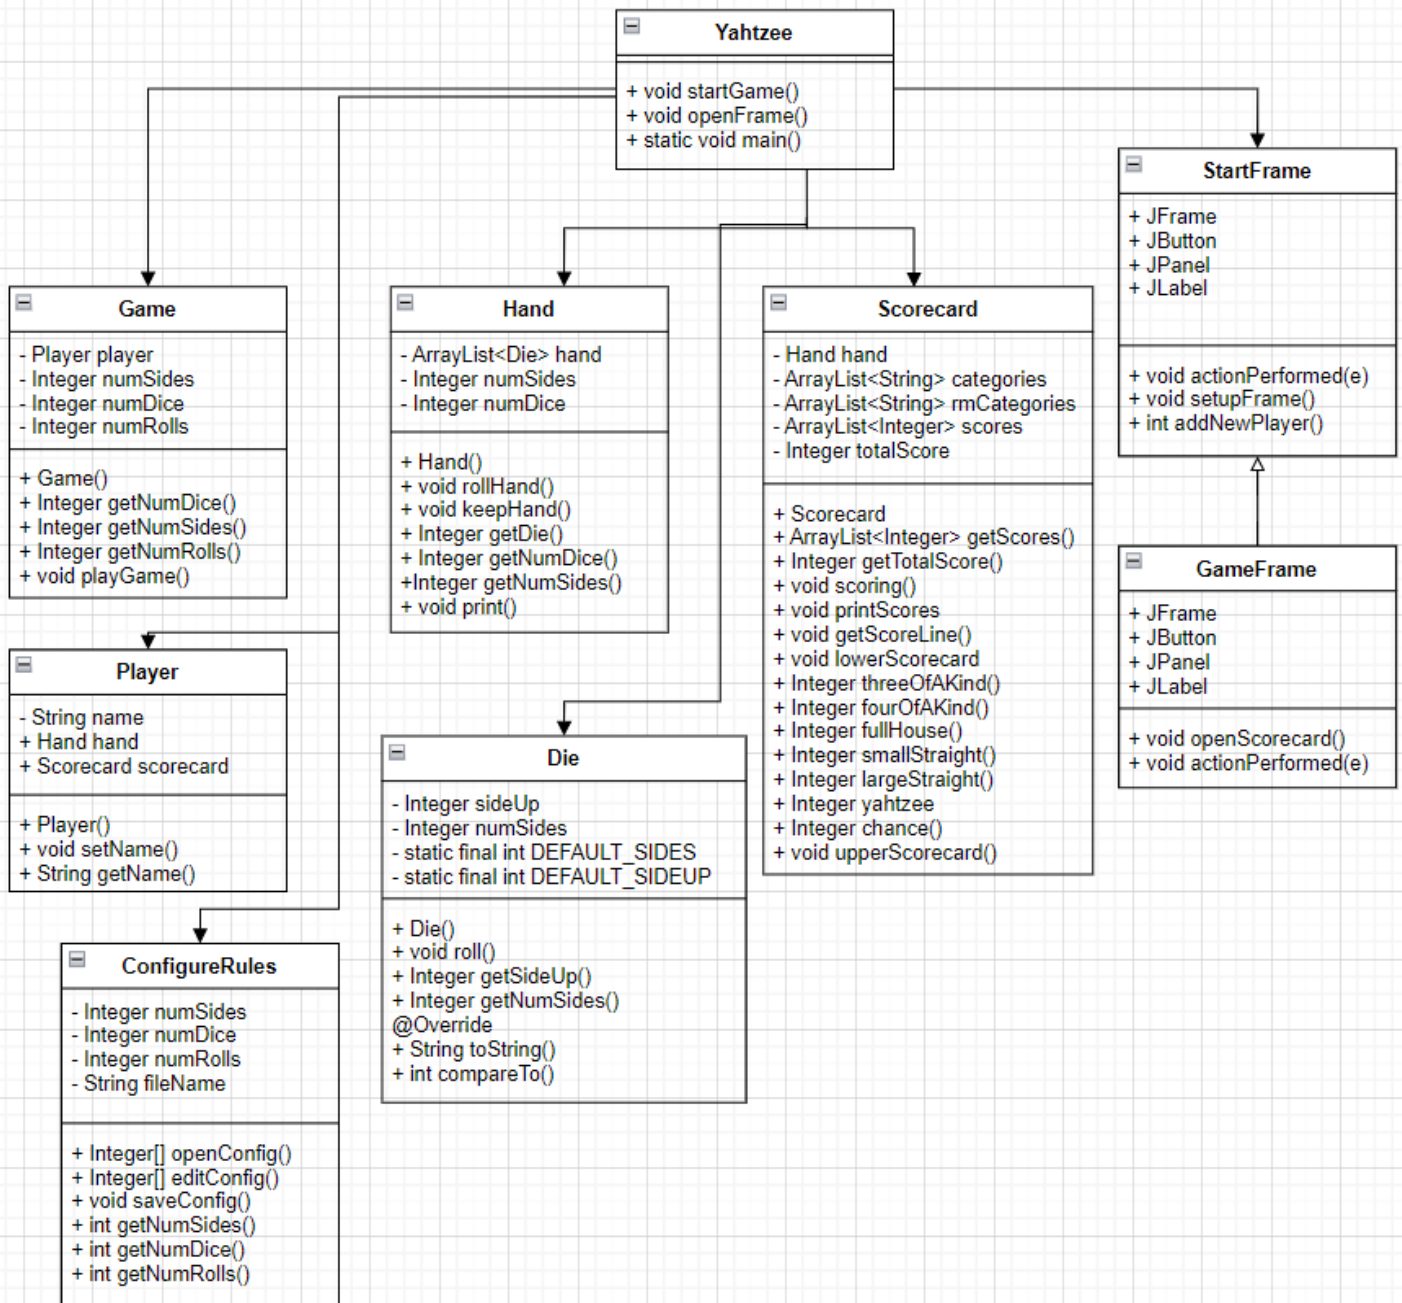 Yahtzee
+ void startGame()
+ void openFrame()
+ static void main()
StartFrame
+ JFrame
+ JButton
+ JPanel
+ JLabel
+ void actionPerformed(e)
+ void setupFrame()
+ int addNewPlayer()
Game
- Player player
- Integer numSides
- Integer numDice
- Integer numRolls
+ Game()
+ Integer getNumDice()
+ Integer getNumSides()
+ Integer getNumRolls()
+ void playGame()
Hand
- ArrayList<Die> hand
- Integer numSides
- Integer numDice
+ Hand()
+ void rollHand()
+ void keepHand()
+ Integer getDie()
+ Integer getNumDice()
+Integer getNumSides()
+ void print()
Scorecard
- Hand hand
- ArrayList<String> categories
- ArrayList<String> rmCategories
- ArrayList<Integer> scores
- Integer totalScore
+ Scorecard
+ ArrayList<Integer> getScores()
+ Integer getTotalScore()
+ void scoring()
+ void printScores
+ void getScoreLine()
+ void lowerScorecard
+ Integer threeOfAKind()
+ Integer fourOfAKind()
+ Integer fullHouse()
+ Integer smallStraight()
+ Integer largeStraight()
+ Integer yahtzee
+ Integer chance()
+ void upperScorecard()
GameFrame
+ JFrame
+ JButton
+ JPanel
+ JLabel
+ void openScorecard()
+ void actionPerformed(e)
Player
- String name
+ Hand hand
+ Scorecard scorecard
+ Player()
+ void setName()
+ String getName()
Die
- Integer sideUp
- Integer numSides
- static final int DEFAULT_SIDES
- static final int DEFAULT_SIDEUP
+ Die()
+ void roll()
+ Integer getSideUp()
+ Integer getNumSides()
@Override
+ String toString()
+ int compareTo()
ConfigureRules
- Integer numSides
- Integer numDice
- Integer numRolls
- String fileName
+ Integer[] openConfig()
+ Integer[] editConfig()
+ void saveConfig()
+ int getNumSides()
+ int getNumDice()
+ int getNumRolls()